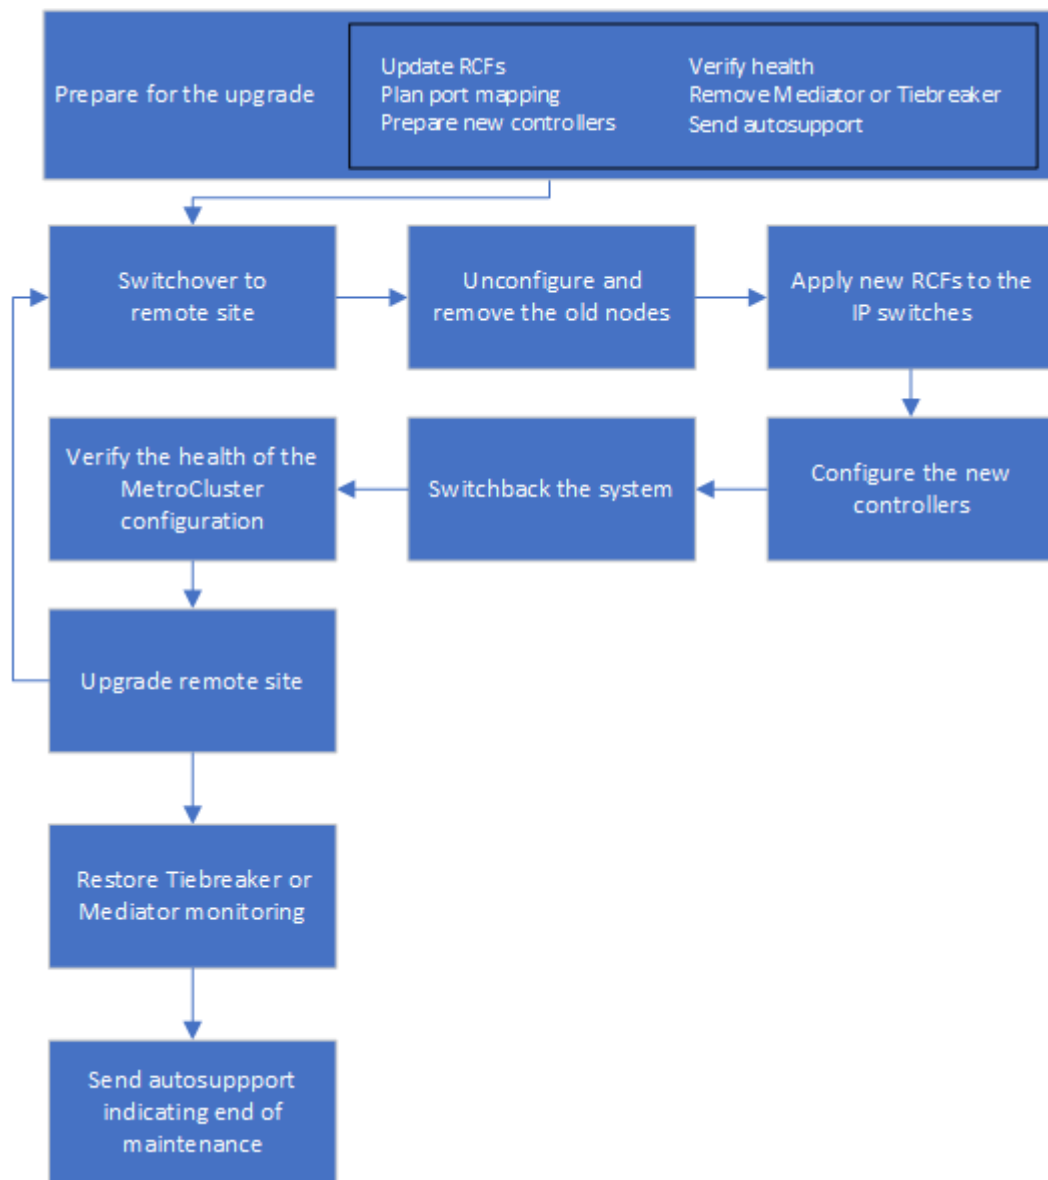 Prepare for the upgrade
Update RCFs
Plan port mapping
Prepare new controllers
Verify health
Remove Mediator or Tiebreaker
Send autosupport
Switchover to
remote site
Unconfigure and
remove the old nodes
Apply new RCFs to the
IP switches
Configure the new
controllers
Switchback the system
Verify the health of the
MetroCluster
configuration
Upgrade remote site
Restore Tiebreaker or
Mediator monitoring
Send autosuppport
indicating end of
maintenance